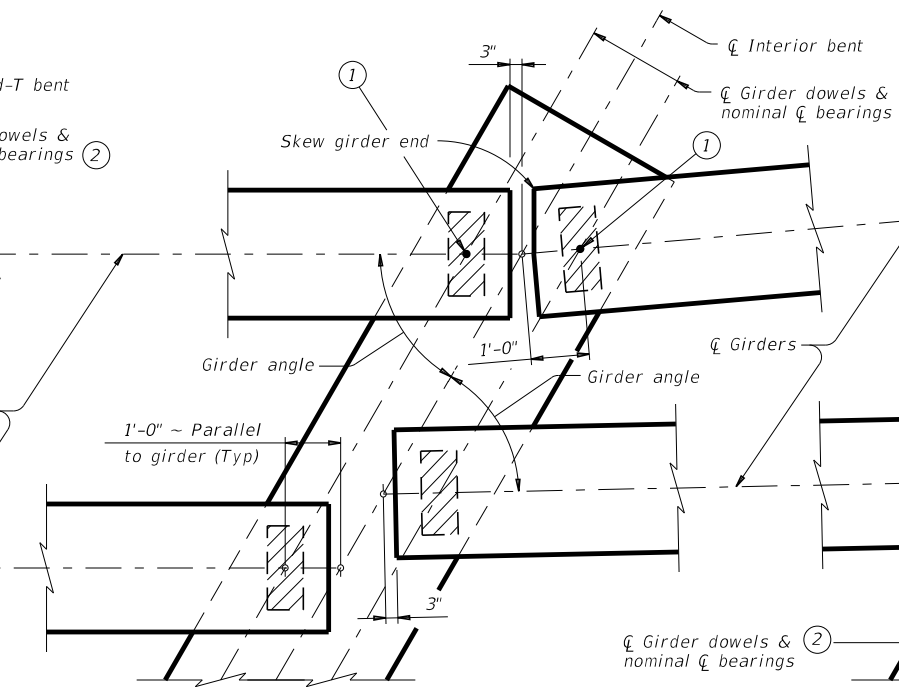 3"
℄ Interior bent
d-T bent
1
℄ Girder dowels &
nominal ℄ bearings
owels &
bearings 2
Skew girder end
1
1'-0"
℄ Girders
Girder angle
Girder angle
1'-0" ~ Parallel
to girder (Typ)
3"
℄ Girder dowels & 2
nominal ℄ bearings